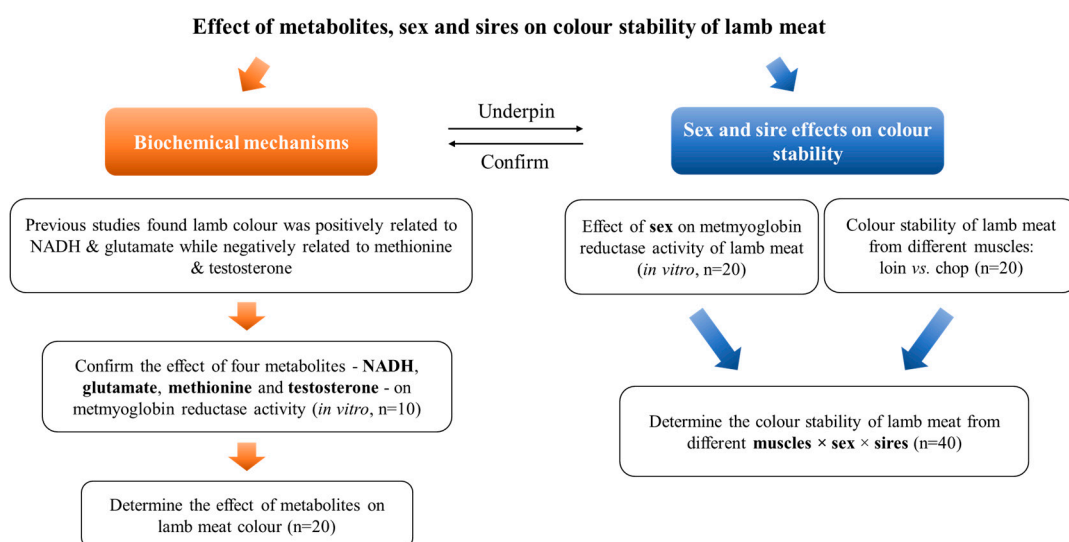 Effect of metabolites, sex and sires on colour stability of lamb meat
Biochemical mechanisms
Underpin
Confirm
Sex and sire effects on colour
stability
Previous studies found lamb colour was positively related to
NADH & glutamate while negatively related to methionine
& testosterone
Confirm the effect of four metabolites - NADH,
glutamate, methionine and testosterone - on
metmyoglobin reductase activity (in vitro, n=10)
Determine the effect of metabolites on
lamb meat colour (n=20)
Effect of sex on metmyoglobin
reductase activity of lamb meat
(in vitro, n=20)
Colour stability of lamb meat
from different muscles:
loin vs. chop (n=20)
Determine the colour stability of lamb meat from
different muscles × sex × sires (n=40)